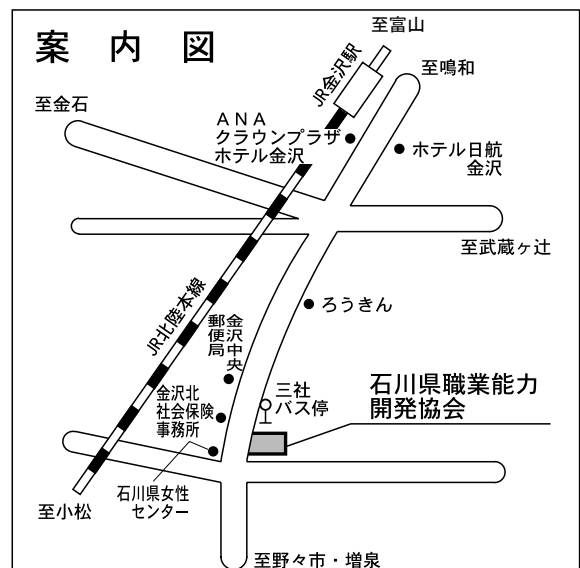 案内図
至富山
JR金沢駅
至鳴和
至金石
ANA
クラウンプラザ
ホテル金沢
ホテル日航
金沢
至武蔵ヶ辻
JR北陸本線
ろうきん
金沢中央
郵便局
三社
バス停
石川県職業能力
開発協会
金沢北
社会保険
事務所
石川県女性
センター
至小松
至野々市・増泉